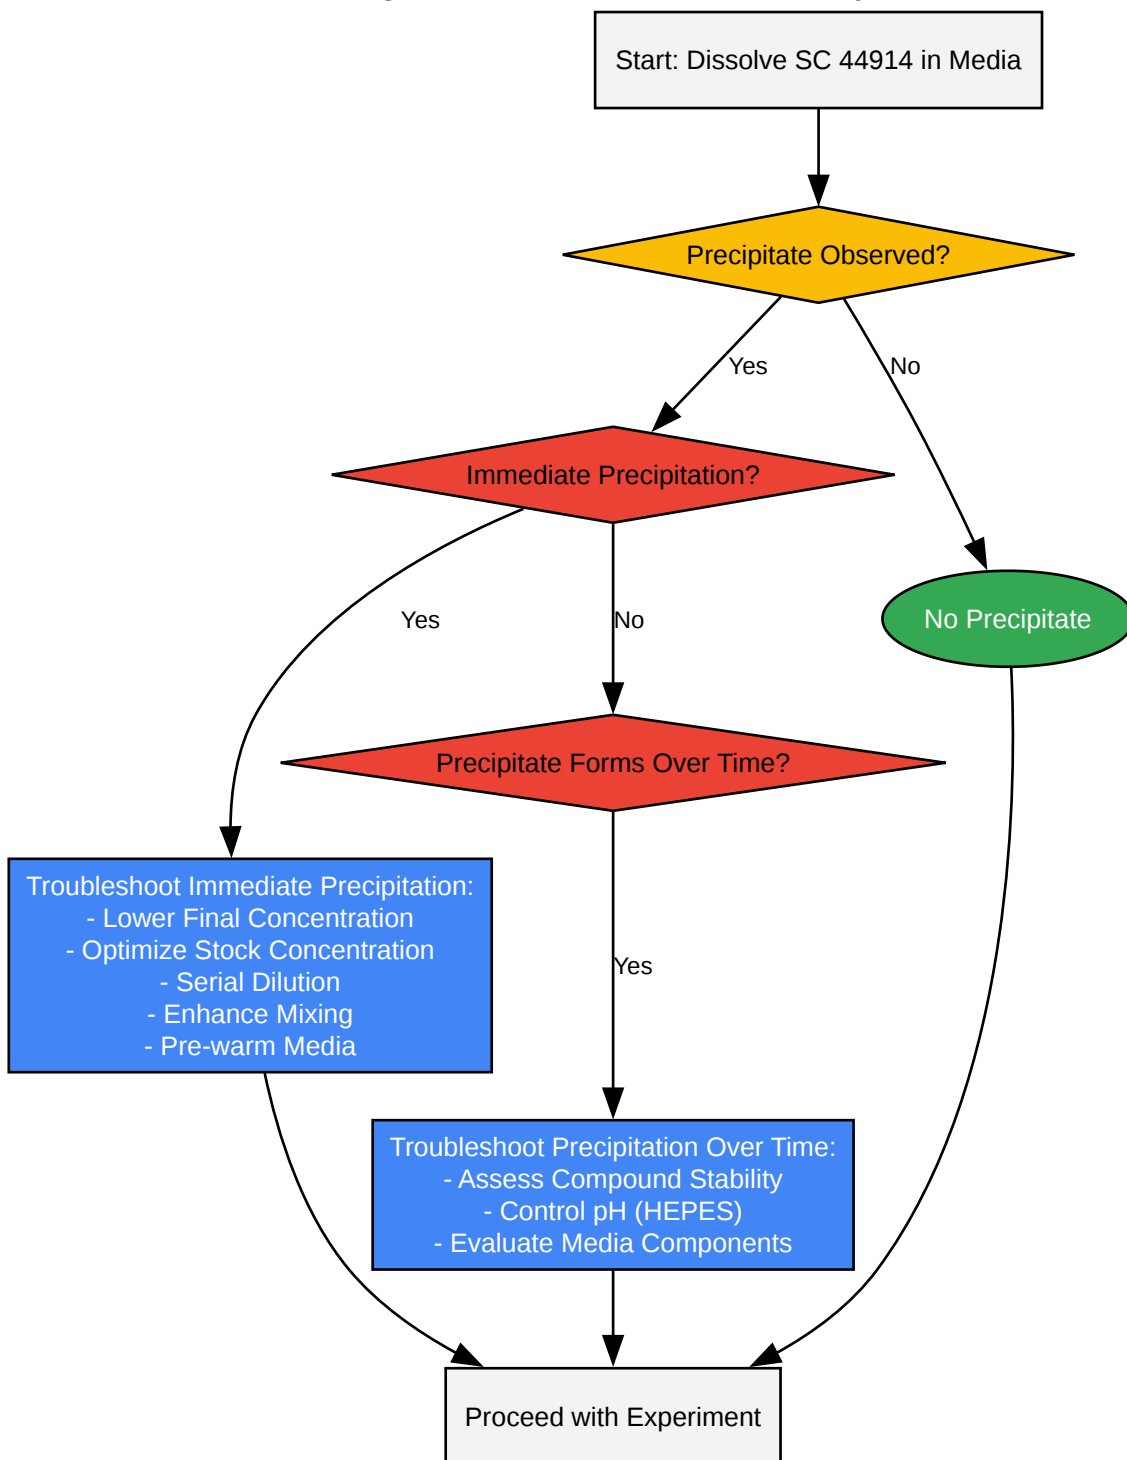 Start: Dissolve SC 44914 in Media
Precipitate Observed?
Yes
No
Immediate Precipitation?
Yes
No
No Precipitate
Precipitate Forms Over Time?
Troubleshoot Immediate Precipitation:
- Lower Final Concentration
- Optimize Stock Concentration
- Serial Dilution
- Enhance Mixing
- Pre-warm Media
Yes
Troubleshoot Precipitation Over Time:
- Assess Compound Stability
- Control pH (HEPES)
- Evaluate Media Components
Proceed with Experiment